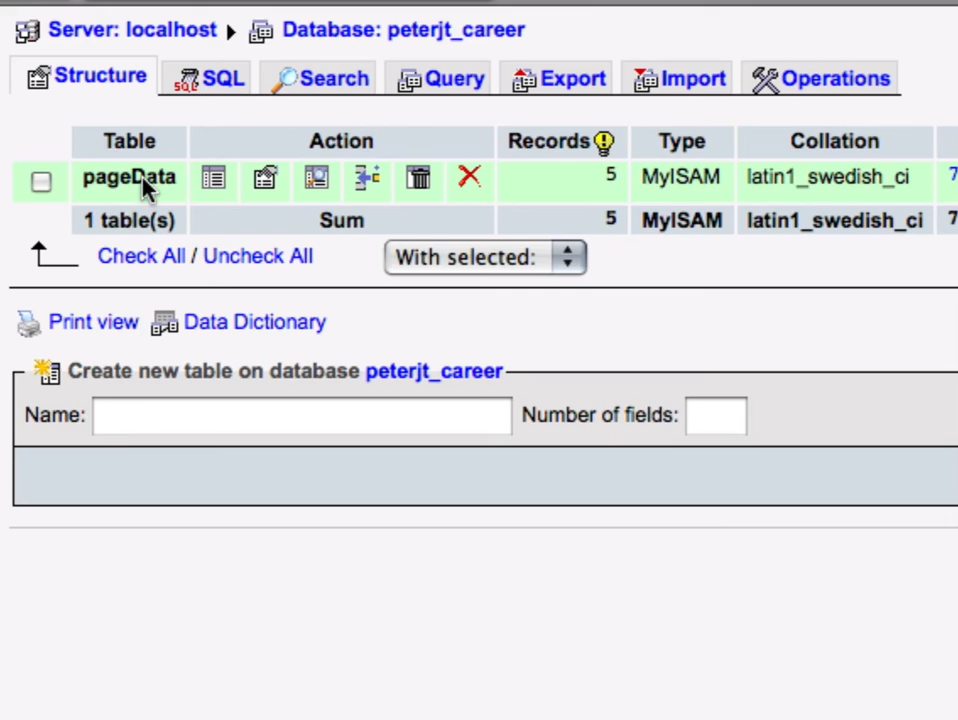 Server: localhost Database: peterjt_career
Structure SQL Search Query Export Import Operations
Table Action Records Type Collation
pageData 5 MyISAM latin1_swedish_ci 7
1 table(s) Sum 5 MyISAM latin1_swedish_ci 7
Check All / Uncheck All With selected:
Print view Data Dictionary
Create new table on database peterjt_career
Name: Number of fields: